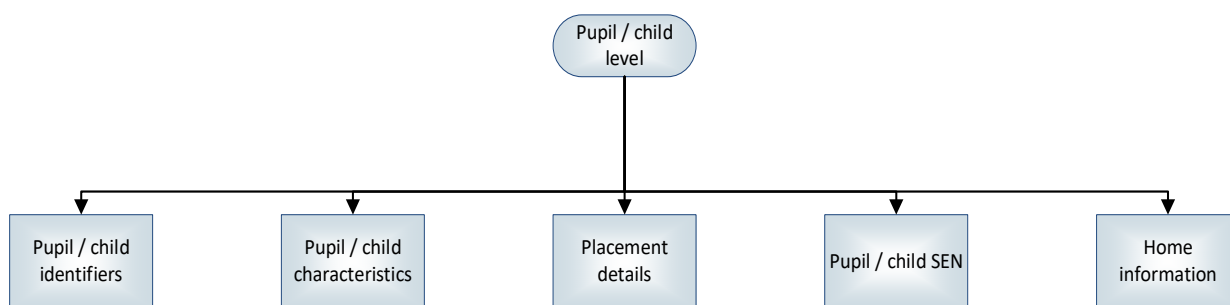 Pupil / child
level
Pupil / child
identifiers
Pupil / child
characteristics
Placement
details
Pupil / child SEN
Home
information